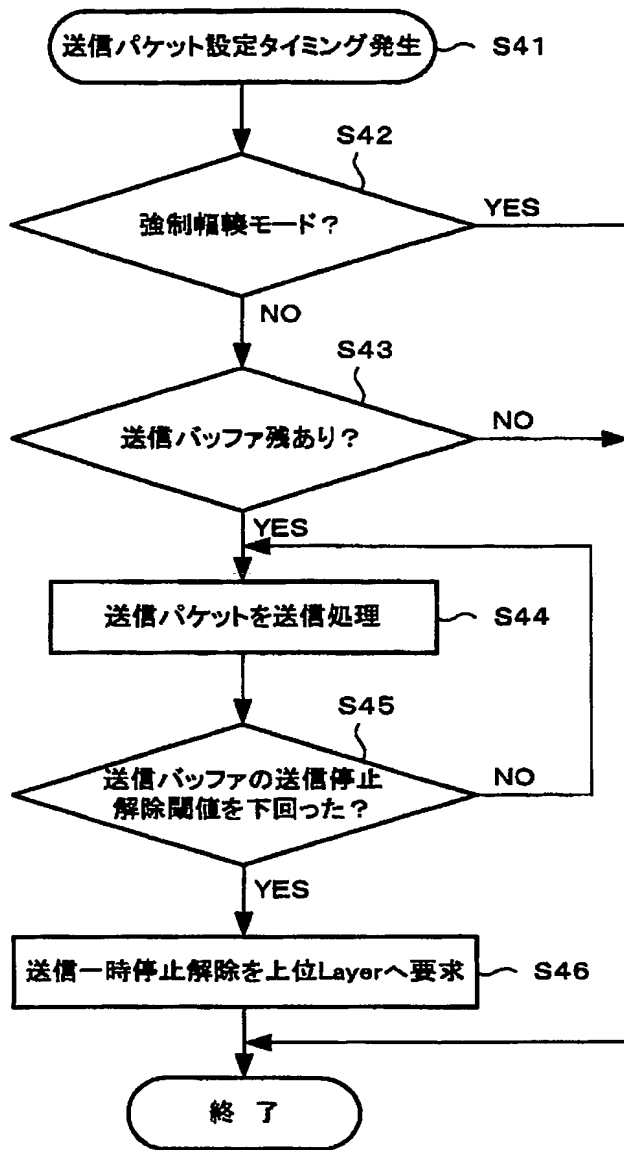 送信パケット設定タイミング発生
S41
S42
強制輻輳モード？
YES
NO
S43
送信バッファ残あり？
NO
YES
送信パケットを送信処理
S44
S45
送信バッファの送信停止
解除閾値を下回った？
NO
YES
送信一時停止解除を上位Layerへ要求
S46
終 了